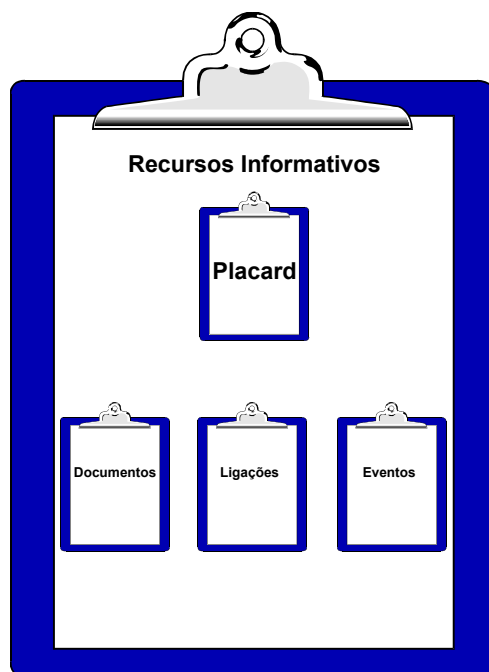 Recursos Informativos
Placard
Documentos
Ligações
Eventos